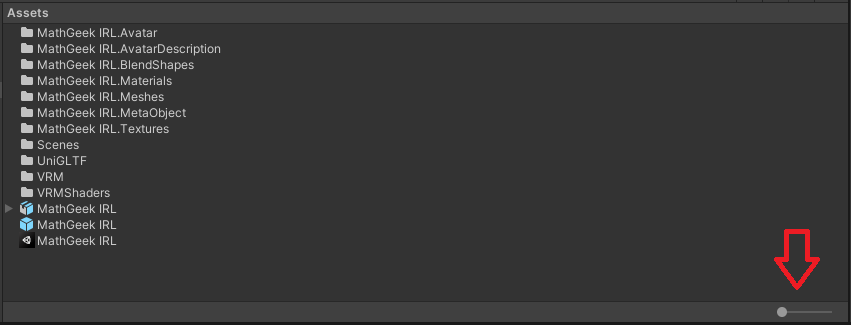 Assets
MathGeek IRL.Avatar
MathGeek IRL.AvatarDescription
MathGeek IRL.BlendShapes
MathGeek IRL.Materials
MathGeek IRL.Meshes
MathGeek IRL.MetaObject
MathGeek IRL.Textures
Scenes
UniGLTF
VRM
VRMShaders
MathGeek IRL
MathGeek IRL
MathGeek IRL